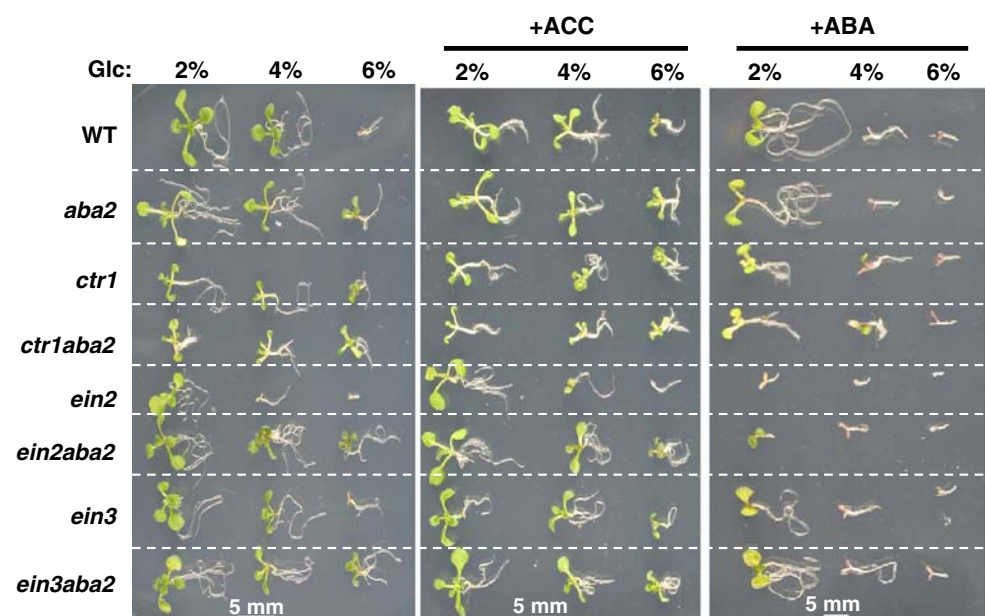 +ACC +ABA
Glc: 2% 4% 6% 2% 4% 6% 2% 4% 6%
WT
aba2
ctr1
ctr1aba2
ein2
ein2aba2
ein3
ein3aba2
5 mm 5 mm 5 mm